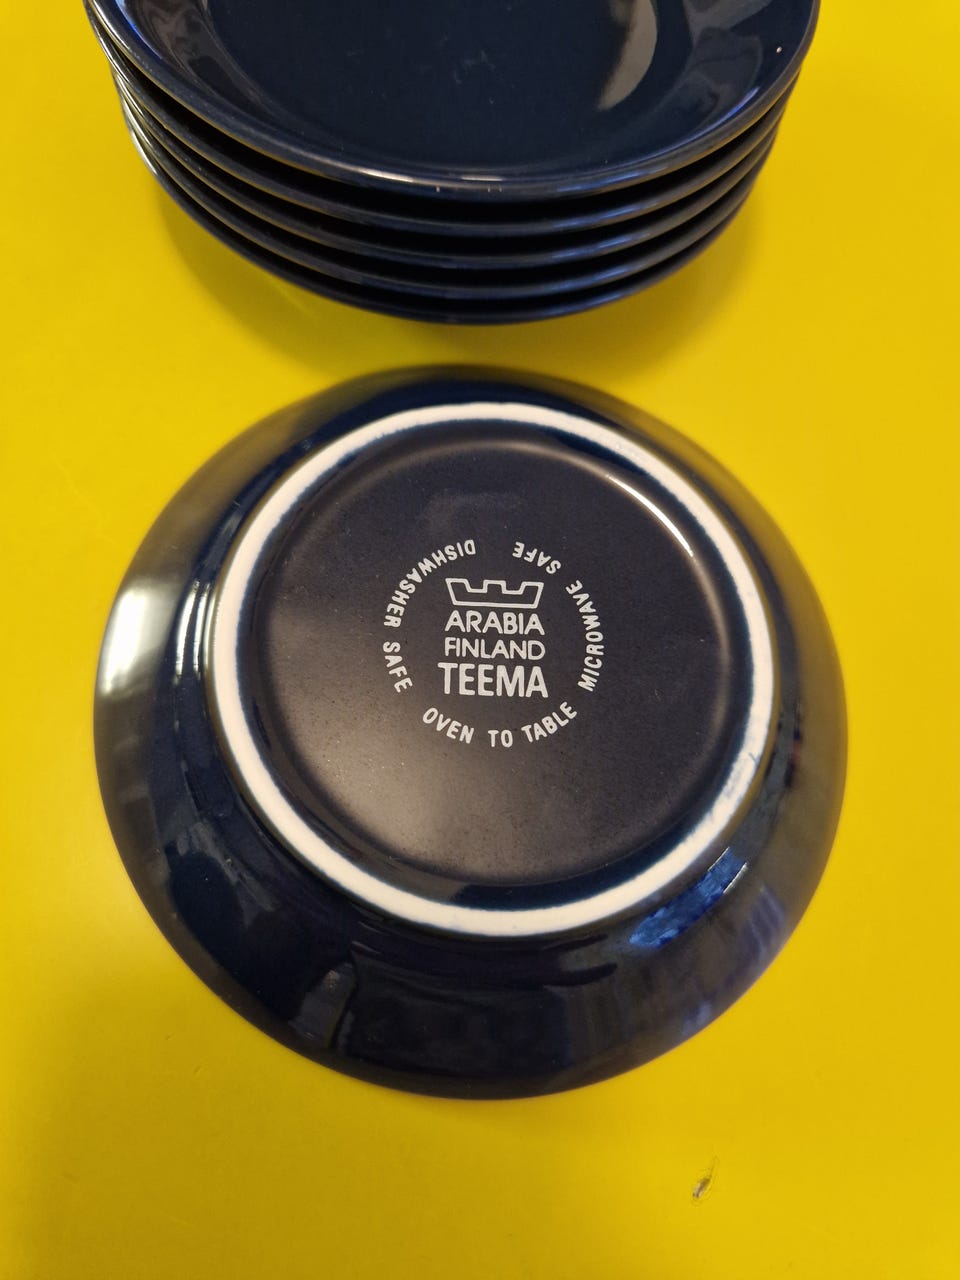 ARABIA
FINLAND
TEEMA
DISHWASHER SAFE
OVEN TO TABLE
MICROWAVE SAFE